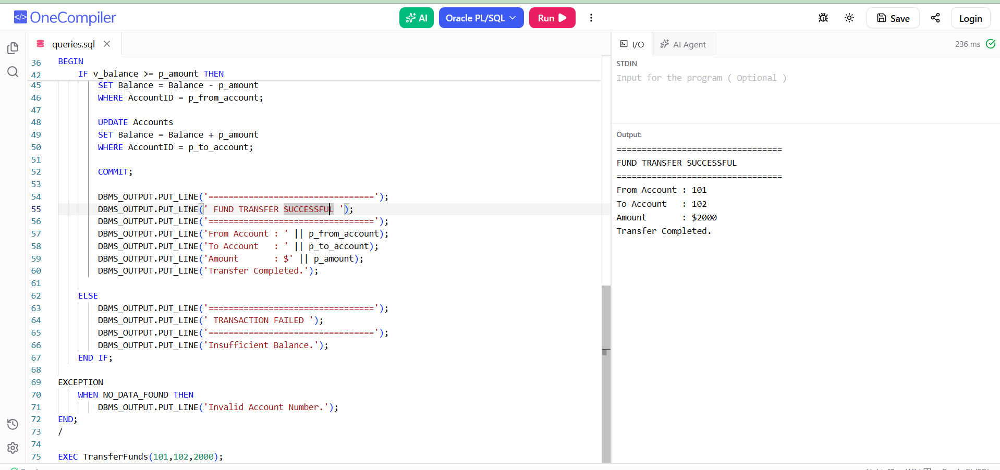 OneCompiler
AI
Oracle PL/SQL
Run
Save
Login
queries.sql
36 BEGIN
42     IF v_balance >= p_amount THEN
45         SET Balance = Balance - p_amount
46         WHERE AccountID = p_from_account;
47
48         UPDATE Accounts
49         SET Balance = Balance + p_amount
50         WHERE AccountID = p_to_account;
51
52         COMMIT;
53
54         DBMS_OUTPUT.PUT_LINE('=================================');
55         DBMS_OUTPUT.PUT_LINE(' FUND TRANSFER SUCCESSFUL ');
56         DBMS_OUTPUT.PUT_LINE('=================================');
57         DBMS_OUTPUT.PUT_LINE('From Account : ' || p_from_account);
58         DBMS_OUTPUT.PUT_LINE('To Account   : ' || p_to_account);
59         DBMS_OUTPUT.PUT_LINE('Amount       : $' || p_amount);
60         DBMS_OUTPUT.PUT_LINE('Transfer Completed.');
61
62     ELSE
63         DBMS_OUTPUT.PUT_LINE('=================================');
64         DBMS_OUTPUT.PUT_LINE(' TRANSACTION FAILED ');
65         DBMS_OUTPUT.PUT_LINE('=================================');
66         DBMS_OUTPUT.PUT_LINE('Insufficient Balance.');
67     END IF;
68
69 EXCEPTION
70     WHEN NO_DATA_FOUND THEN
71         DBMS_OUTPUT.PUT_LINE('Invalid Account Number.');
72 END;
73 /
74
75 EXEC TransferFunds(101,102,2000);
I/O
AI Agent
236 ms
STDIN
Input for the program ( Optional )
Output:
=================================
FUND TRANSFER SUCCESSFUL
=================================
From Account : 101
To Account   : 102
Amount       : $2000
Transfer Completed.